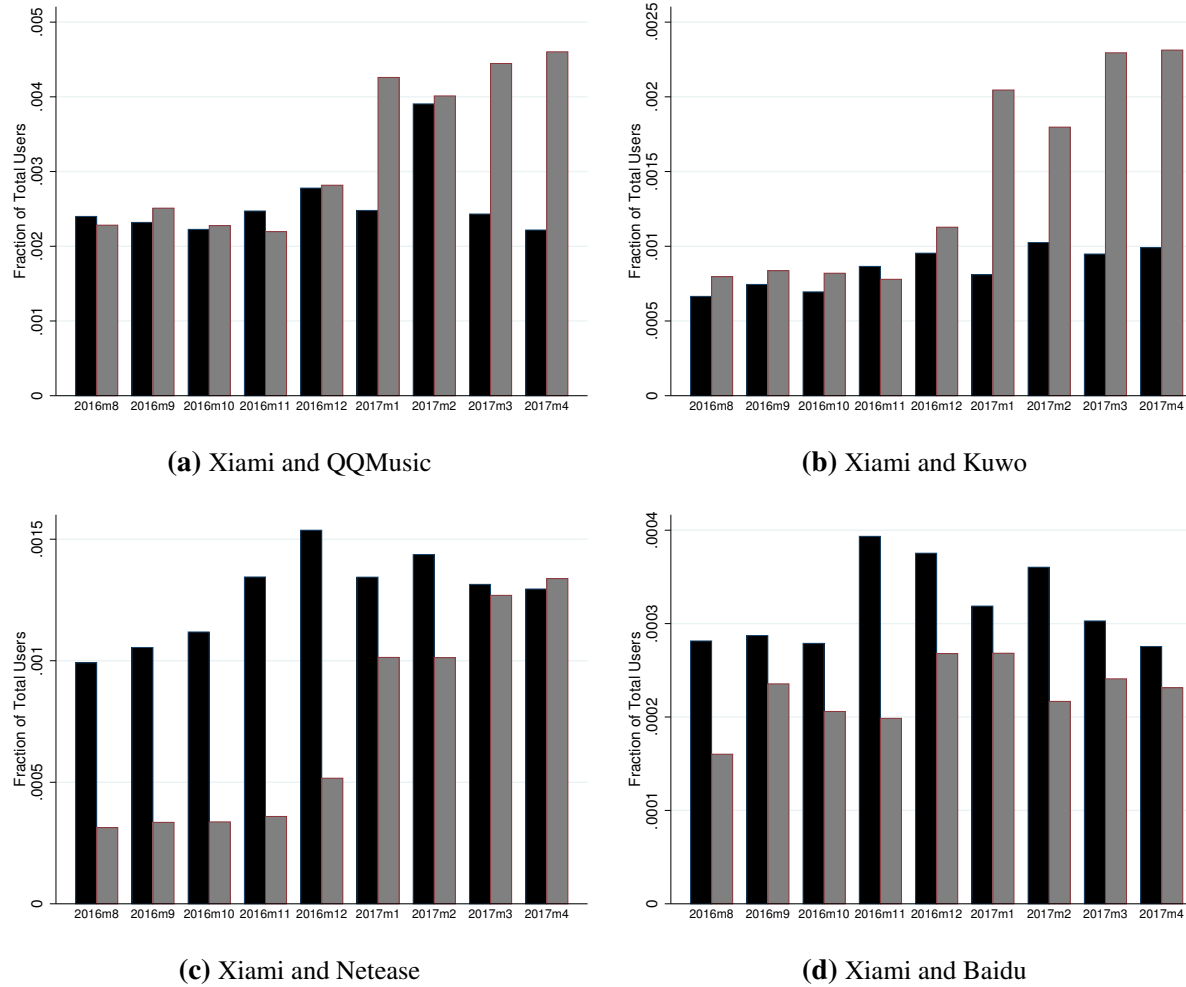 Fraction of Total Users
.005
.004
.003
.002
.001
0
2016m8 2016m9 2016m10 2016m11 2016m12 2017m1 2017m2 2017m3 2017m4
(a) Xiami and QQMusic
Fraction of Total Users
.0025
.002
.0015
.001
.0005
0
2016m8 2016m9 2016m10 2016m11 2016m12 2017m1 2017m2 2017m3 2017m4
(b) Xiami and Kuwo
Fraction of Total Users
.0015
.001
.0005
0
2016m8 2016m9 2016m10 2016m11 2016m12 2017m1 2017m2 2017m3 2017m4
(c) Xiami and Netease
Fraction of Total Users
.0004
.0003
.0002
.0001
0
2016m8 2016m9 2016m10 2016m11 2016m12 2017m1 2017m2 2017m3 2017m4
(d) Xiami and Baidu